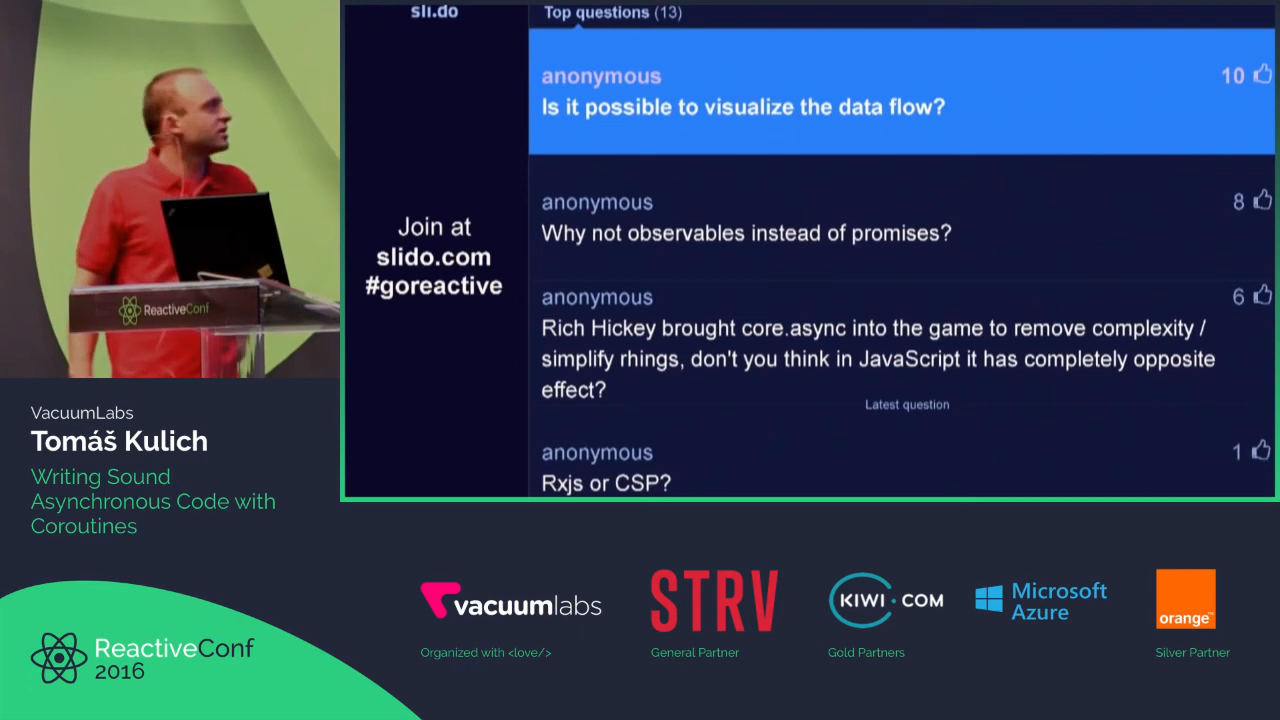 sli.do
Top questions (13)
anonymous
10
Is it possible to visualize the data flow?
anonymous
8
Why not observables instead of promises?
Join at
slido.com
#goreactive
anonymous
6
Rich Hickey brought core.async into the game to remove complexity /
simplify rhings, don't you think in JavaScript it has completely opposite
effect?
Latest question
anonymous
1
Rxjs or CSP?
ReactiveConf
VacuumLabs
Tomáš Kulich
Writing Sound
Asynchronous Code with
Coroutines
ReactiveConf
2016
vacuumlabs
Organized with <love/>
STRV
General Partner
KIWI.COM
Gold Partners
Microsoft
Azure
orange™
Silver Partner